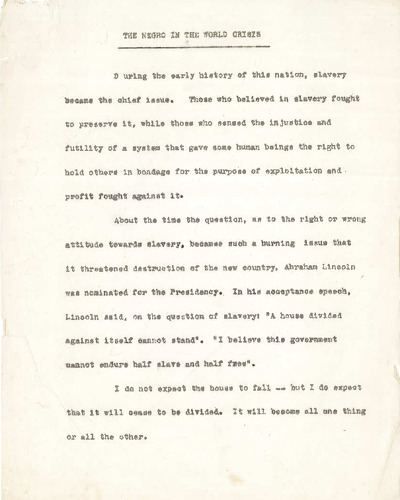 THE NEGRO IN THE WORLD CRISIS
D uring the early history of this nation, slavery
became the chief issue. Those who believed in slavery fought
to preserve it, while those who sensed the injustice and
futility of a system that gave some human beings the right to
hold others in bondage for the purpose of exploitation and
profit fought against it.
About the time the question, as to the right or wrong
attitude towards slavery, became such a burning issue that
it threatened destruction of the new country, Abraham Lincoln
was nominated for the Presidency. In his acceptance speech,
Lincoln said, on the question of slavery: "A house divided
against itself cannot stand". "I believe this government
cannot endure half slave and half free".
I do not expect the house to fall -- but I do expect
that it will cease to be divided. It will become all one thing
or all the other.